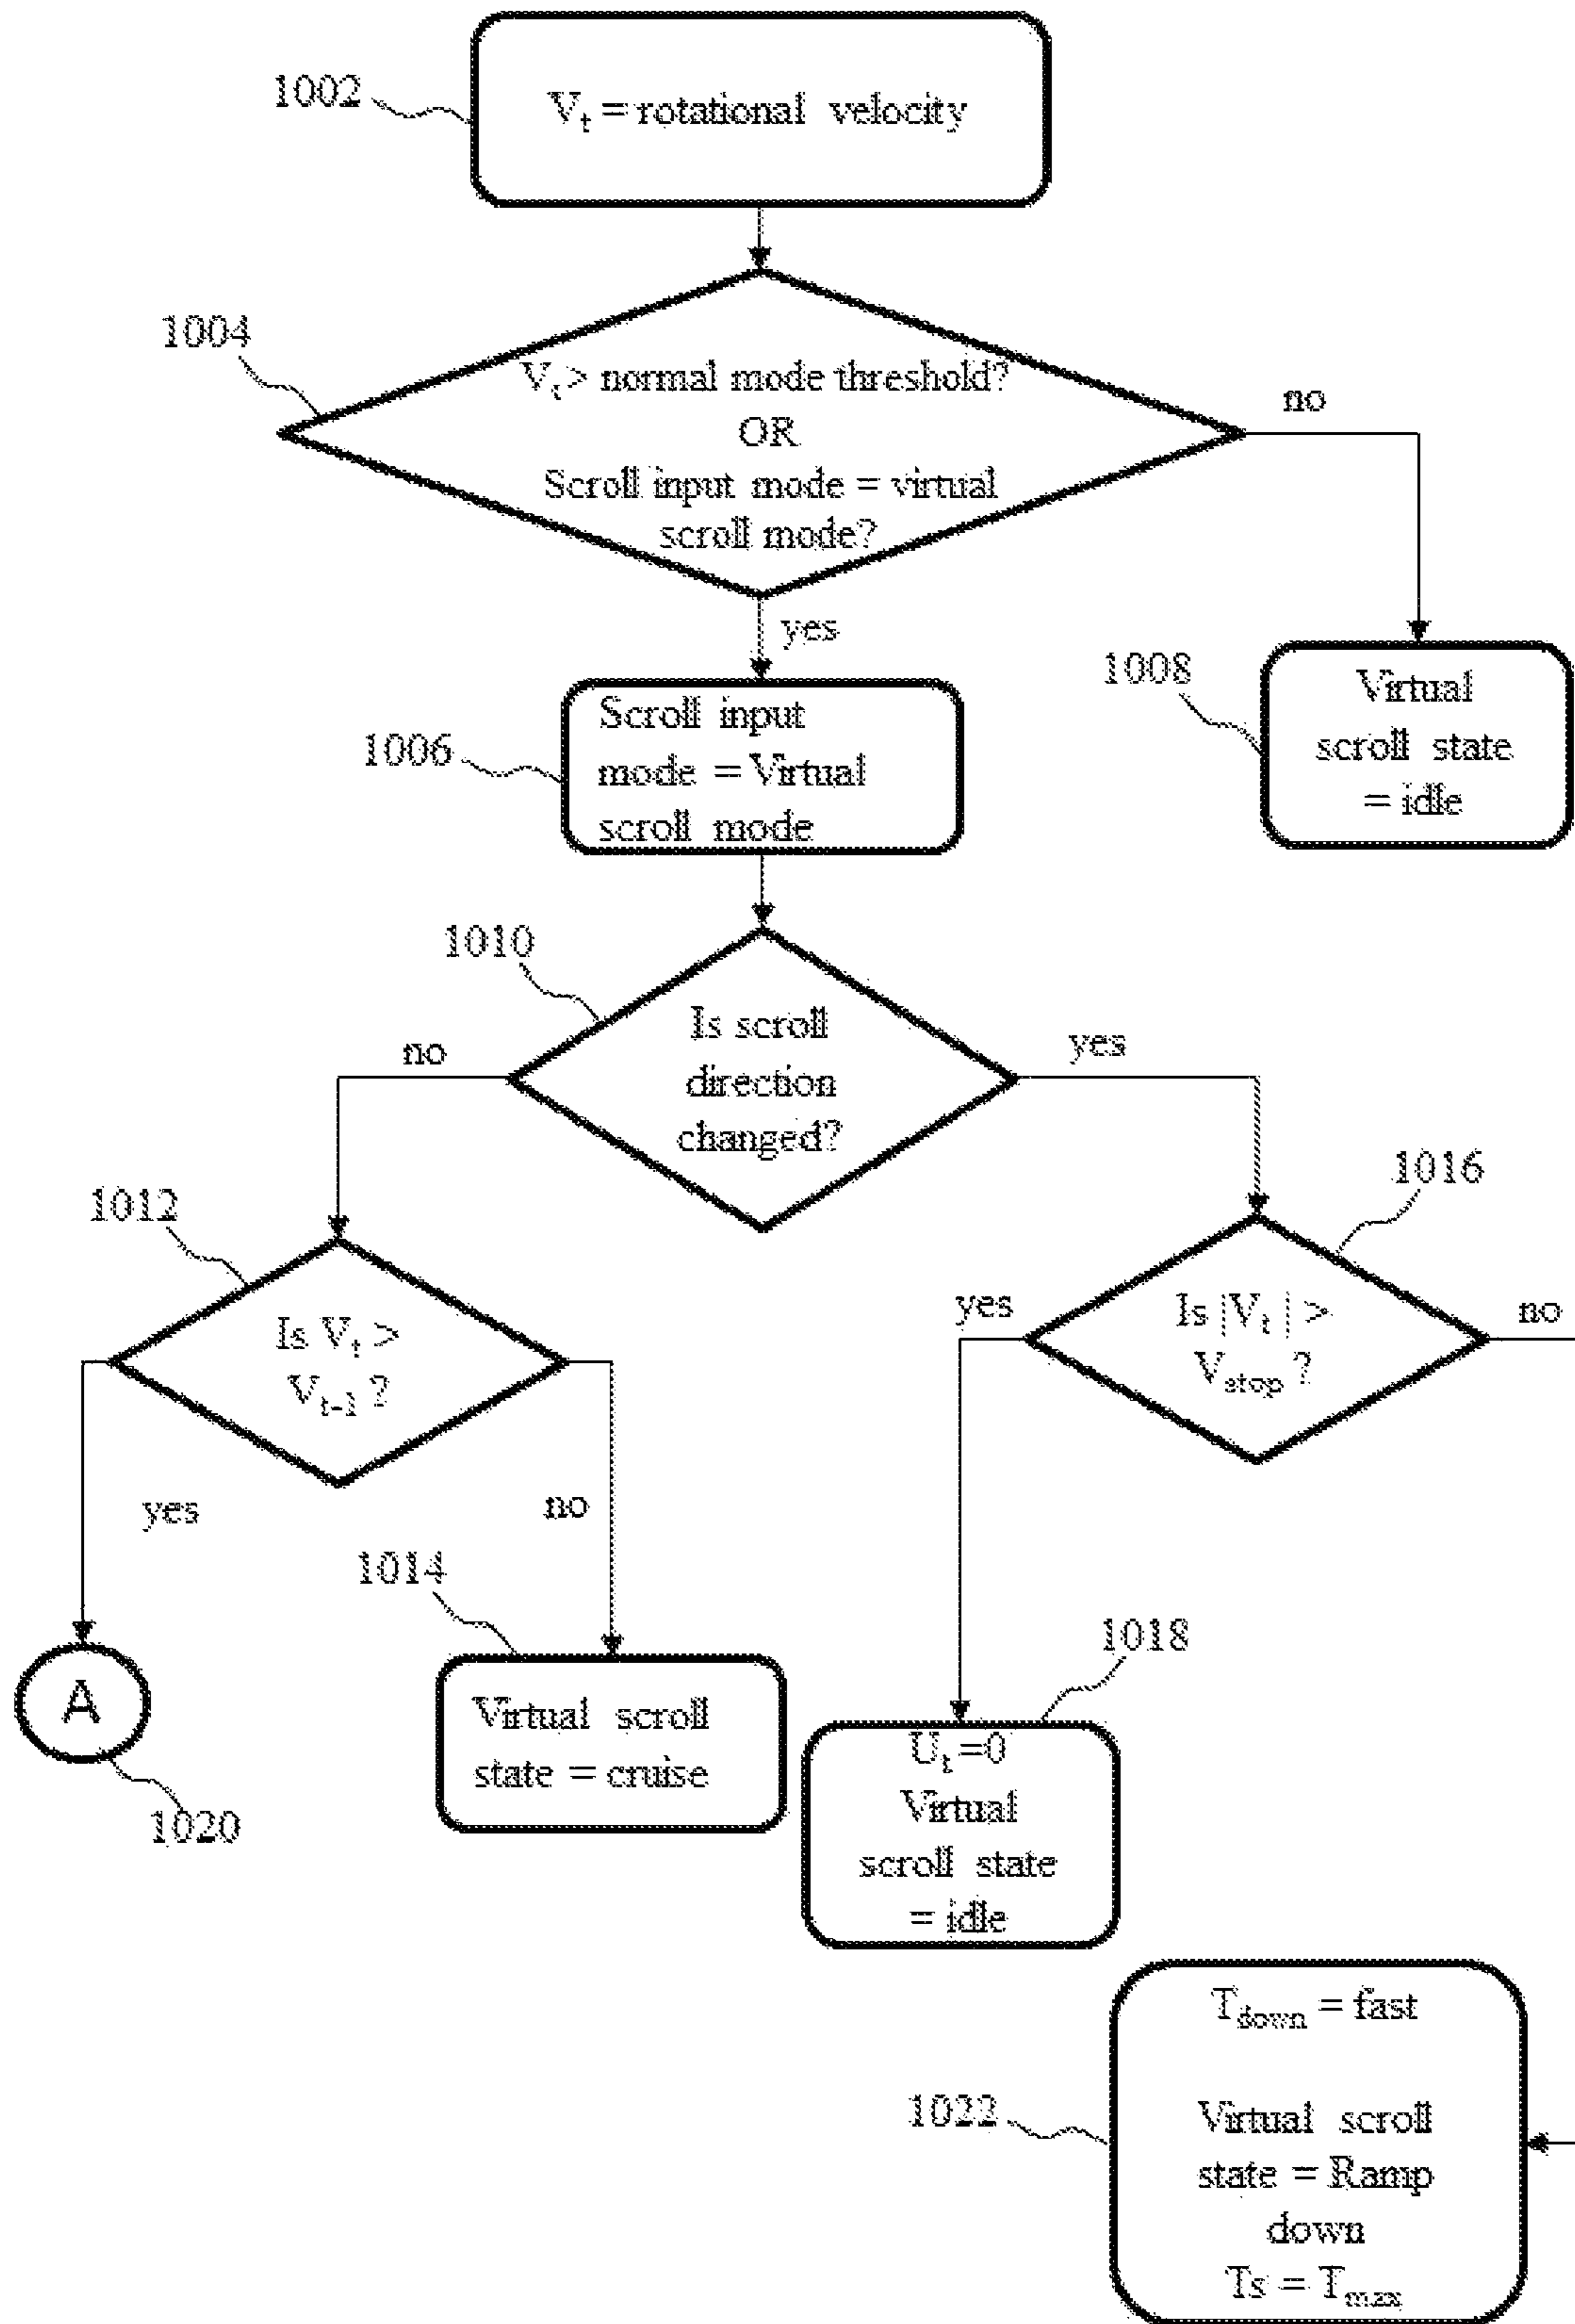 1002
Vₜ = rotational velocity
1004
Vₜ > normal mode threshold?
OR
Scroll input mode = virtual
scroll mode?
no
yes
1006
Scroll input
mode = Virtual
scroll mode
1008
Virtual
scroll state
= idle
1010
Is scroll
direction
changed?
no
yes
1012
Is Vₜ >
Vₜ₋₁ ?
yes
no
1016
Is |Vₜ| >
Vstop ?
yes
no
A
1020
1014
Virtual scroll
state = cruise
1018
Uₜ=0
Virtual
scroll state
= idle
1022
Tdown = fast
Virtual scroll
state = Ramp
down
Ts = Tmax